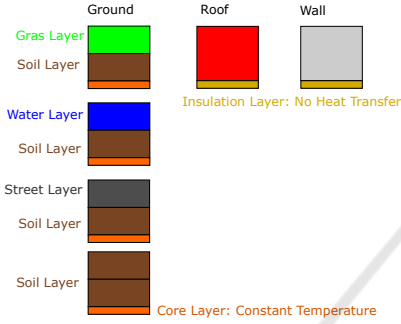 Ground Roof Wall
Gras Layer
Soil Layer
Insulation Layer: No Heat Transfer
Water Layer
Soil Layer
Street Layer
Soil Layer
Soil Layer
Core Layer: Constant Temperature